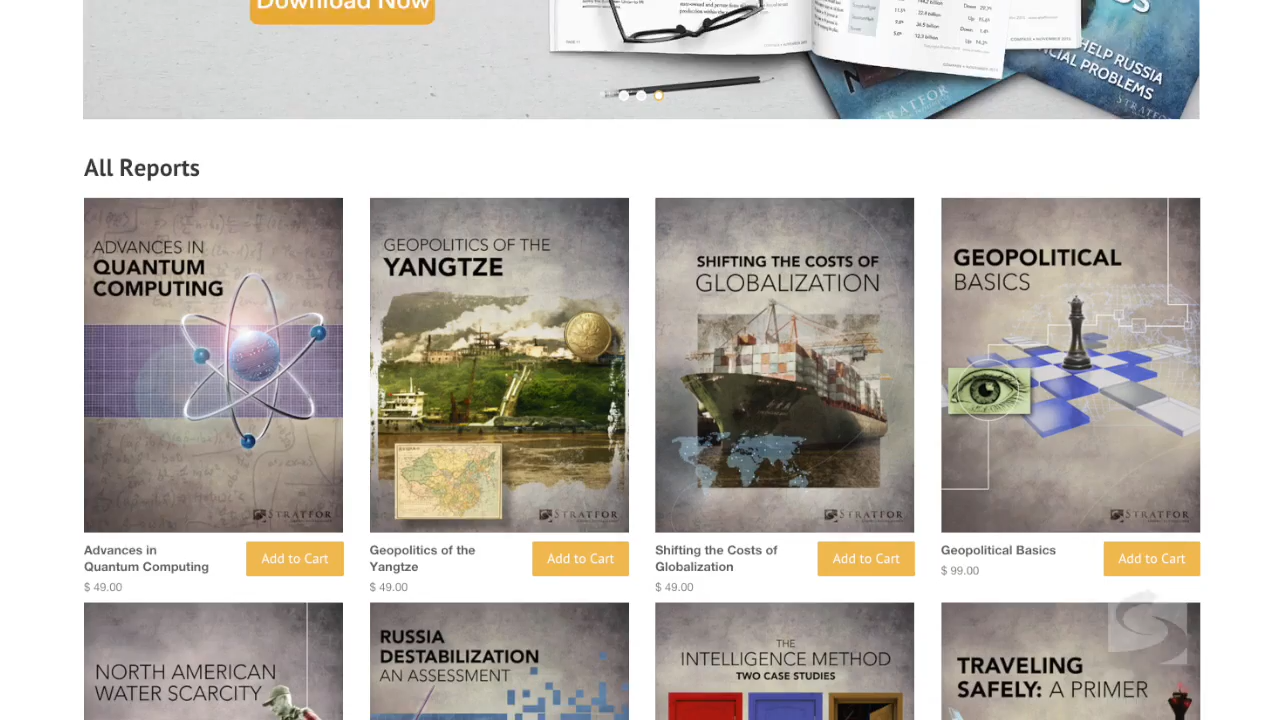 Download Now
HELP RUSSIA
PROBLEMS
STRATFOR
STRATFOR
All Reports
ADVANCES IN
QUANTUM
COMPUTING
STRATFOR
GEOPOLITICS OF THE
YANGTZE
STRATFOR
SHIFTING THE COSTS OF
GLOBALIZATION
STRATFOR
GEOPOLITICAL
BASICS
STRATFOR
Advances in
Quantum Computing
$ 49.00
Add to Cart
Geopolitics of the
Yangtze
$ 49.00
Add to Cart
Shifting the Costs of
Globalization
$ 49.00
Add to Cart
Geopolitical Basics
$ 99.00
Add to Cart
NORTH AMERICAN
WATER SCARCITY
RUSSIA
DESTABILIZATION
AN ASSESSMENT
THE
INTELLIGENCE METHOD
TWO CASE STUDIES
TRAVELING
SAFELY: A PRIMER